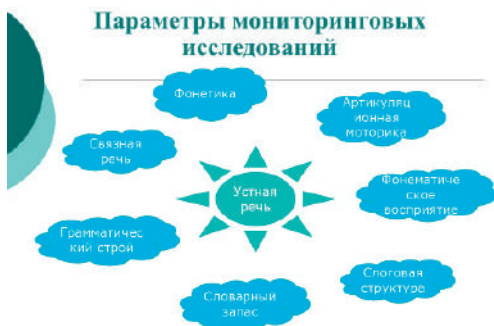 Параметры мониторинговых
исследований
Фонетика
Артикуляц
ионная
моторика
Связная
речь
Устная
речь
Фонематиче
ское
восприятие
Грамматичес
кий строй
Слоговая
структура
Словарный
запас